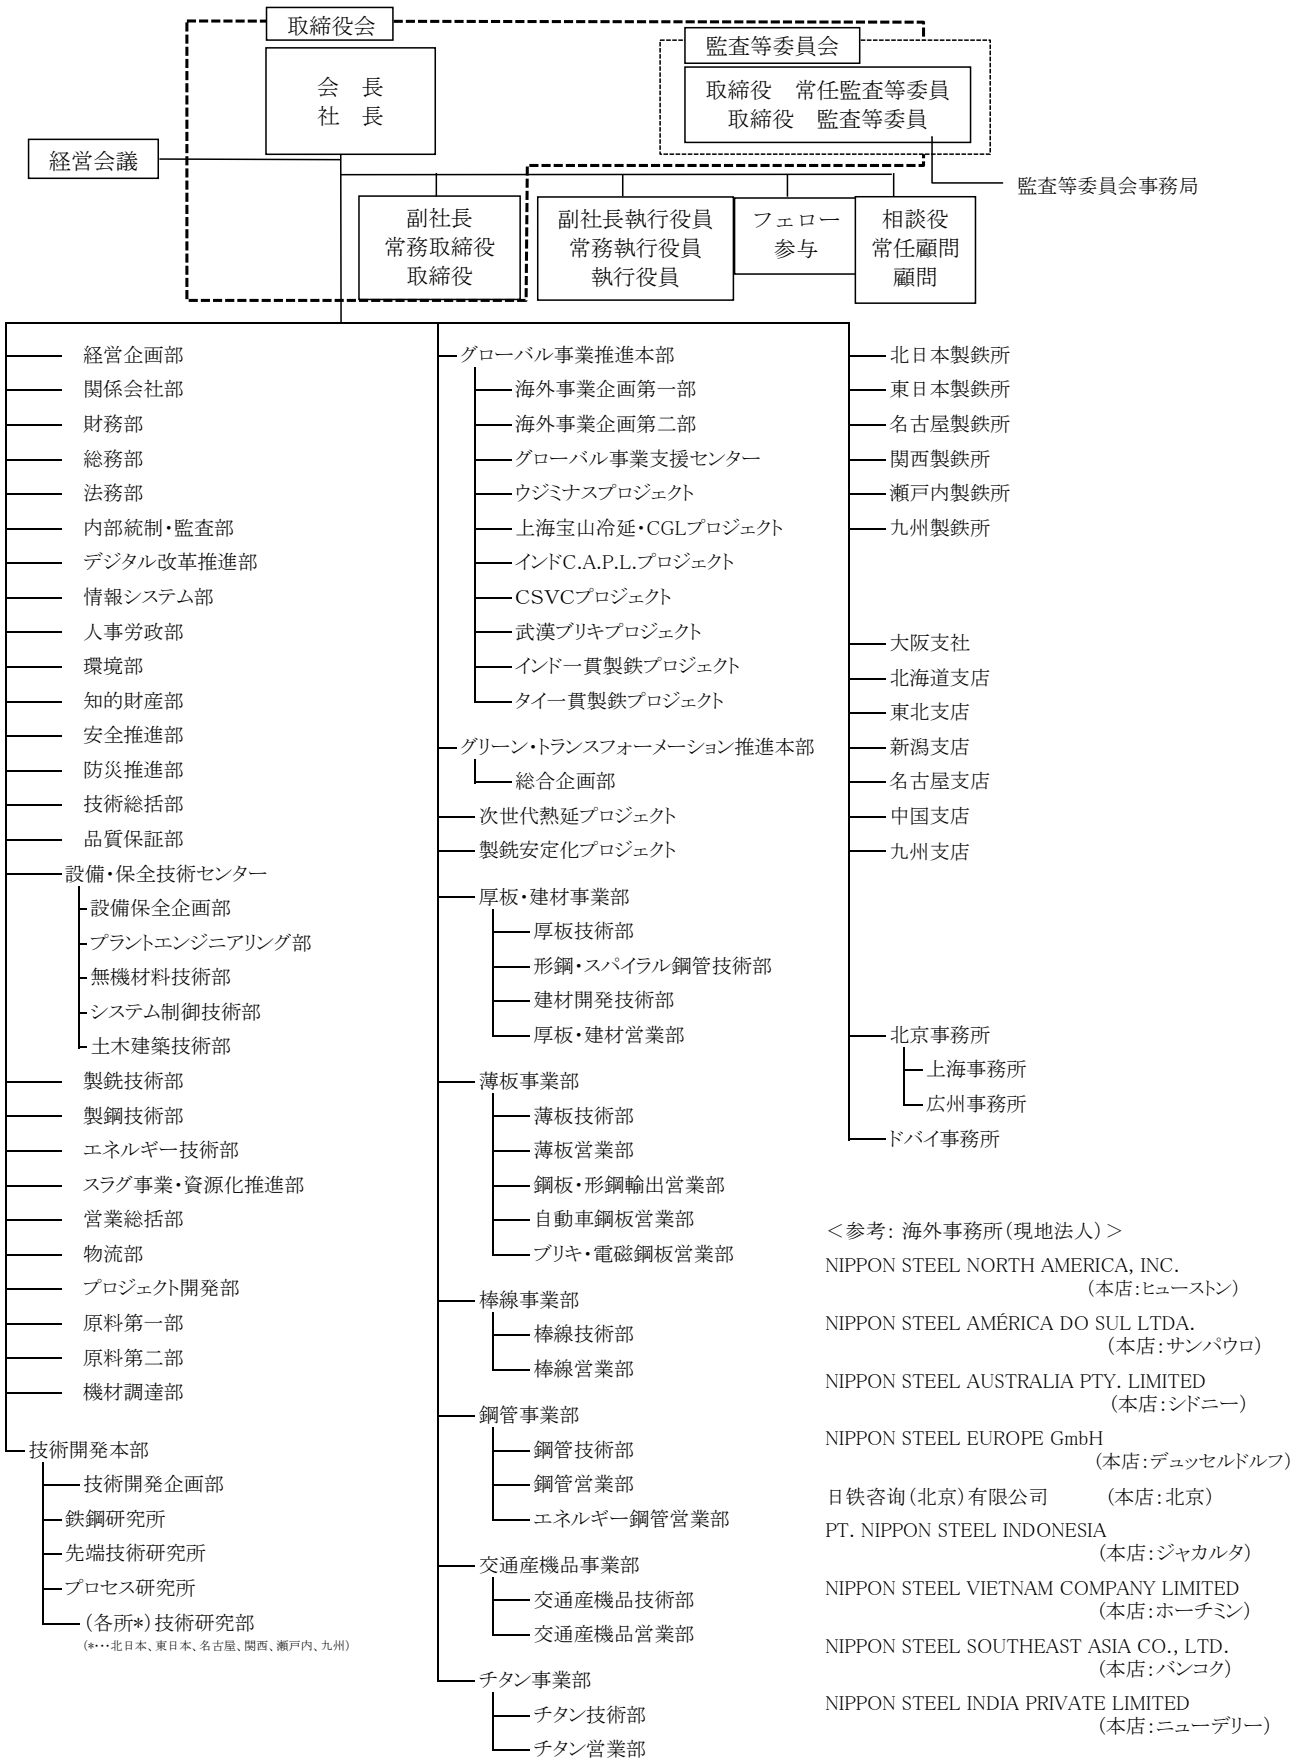 取締役会
会　長
社　長
監査等委員会
取締役　常任監査等委員
取締役　監査等委員
経営会議
監査等委員会事務局
副社長
常務取締役
取締役
副社長執行役員
常務執行役員
執行役員
フェロー
参与
相談役
常任顧問
顧問
経営企画部
関係会社部
財務部
総務部
法務部
内部統制・監査部
デジタル改革推進部
情報システム部
人事労政部
環境部
知的財産部
安全推進部
防災推進部
技術総括部
品質保証部
設備・保全技術センター
設備保全企画部
プラントエンジニアリング部
無機材料技術部
システム制御技術部
土木建築技術部
製銑技術部
製鋼技術部
エネルギー技術部
スラグ事業・資源化推進部
営業総括部
物流部
プロジェクト開発部
原料第一部
原料第二部
機材調達部
技術開発本部
技術開発企画部
鉄鋼研究所
先端技術研究所
プロセス研究所
(各所*)技術研究部
(*・・・北日本、東日本、名古屋、関西、瀬戸内、九州)
グローバル事業推進本部
海外事業企画第一部
海外事業企画第二部
グローバル事業支援センター
ウジミナスプロジェクト
上海宝山冷延・CGLプロジェクト
インドC.A.P.L.プロジェクト
CSVCプロジェクト
武漢ブリキプロジェクト
インド一貫製鉄プロジェクト
タイ一貫製鉄プロジェクト
グリーン・トランスフォーメーション推進本部
総合企画部
次世代熱延プロジェクト
製銑安定化プロジェクト
厚板・建材事業部
厚板技術部
形鋼・スパイラル鋼管技術部
建材開発技術部
厚板・建材営業部
薄板事業部
薄板技術部
薄板営業部
鋼板・形鋼輸出営業部
自動車鋼板営業部
ブリキ・電磁鋼板営業部
棒線事業部
棒線技術部
棒線営業部
鋼管事業部
鋼管技術部
鋼管営業部
エネルギー鋼管営業部
交通産機品事業部
交通産機品技術部
交通産機品営業部
チタン事業部
チタン技術部
チタン営業部
北日本製鉄所
東日本製鉄所
名古屋製鉄所
関西製鉄所
瀬戸内製鉄所
九州製鉄所
大阪支社
北海道支店
東北支店
新潟支店
名古屋支店
中国支店
九州支店
北京事務所
上海事務所
広州事務所
ドバイ事務所
＜参考: 海外事務所(現地法人)＞
NIPPON STEEL NORTH AMERICA, INC.
(本店:ヒューストン)
NIPPON STEEL AMÉRICA DO SUL LTDA.
(本店:サンパウロ)
NIPPON STEEL AUSTRALIA PTY. LIMITED
(本店:シドニー)
NIPPON STEEL EUROPE GmbH
(本店:デュッセルドルフ)
日铁咨询(北京)有限公司　(本店:北京)
PT. NIPPON STEEL INDONESIA
(本店:ジャカルタ)
NIPPON STEEL VIETNAM COMPANY LIMITED
(本店:ホーチミン)
NIPPON STEEL SOUTHEAST ASIA CO., LTD.
(本店:バンコク)
NIPPON STEEL INDIA PRIVATE LIMITED
(本店:ニューデリー)